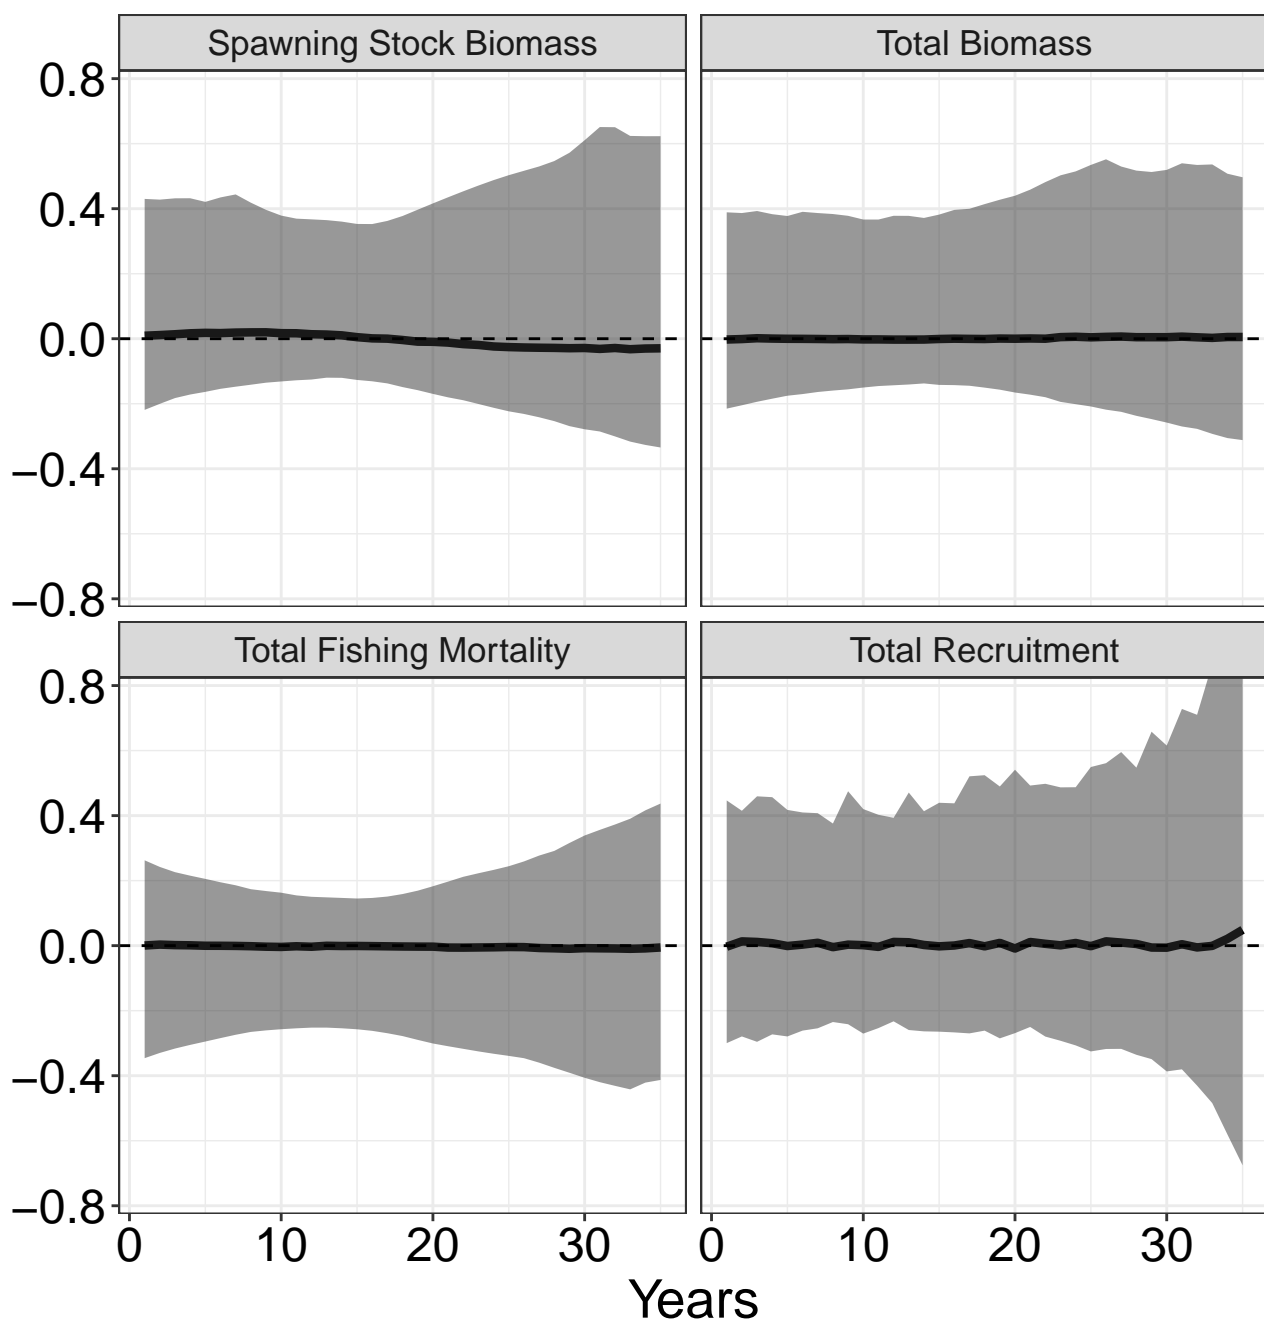 Spawning Stock Biomass
Total Biomass
0.8
0.4
0.0
−0.4
−0.8
Total Fishing Mortality
Total Recruitment
0.8
0.4
0.0
−0.4
−0.8
0 10 20 30 0 10 20 30
Years